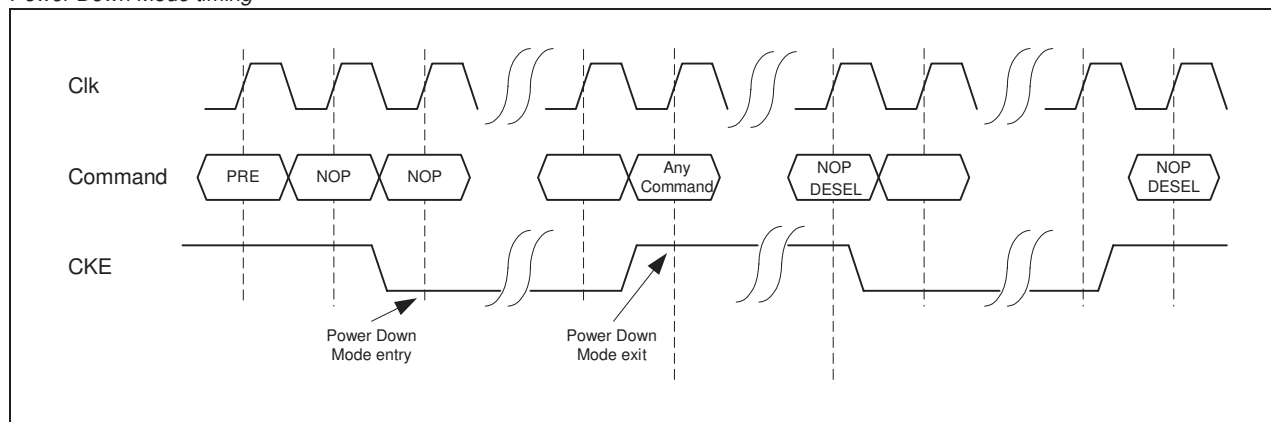 Power Down Mode timing
Clk
Command
PRE
NOP
NOP
Any
Command
NOP
DESEL
NOP
DESEL
CKE
Power Down
Mode entry
Power Down
Mode exit